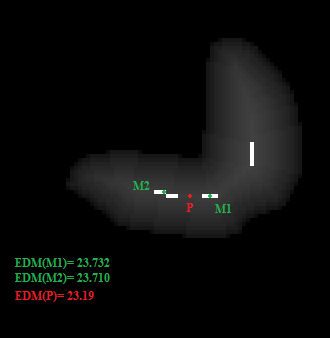 M2
P
M1
EDM(M1)= 23.732
EDM(M2)= 23.710
EDM(P)= 23.19